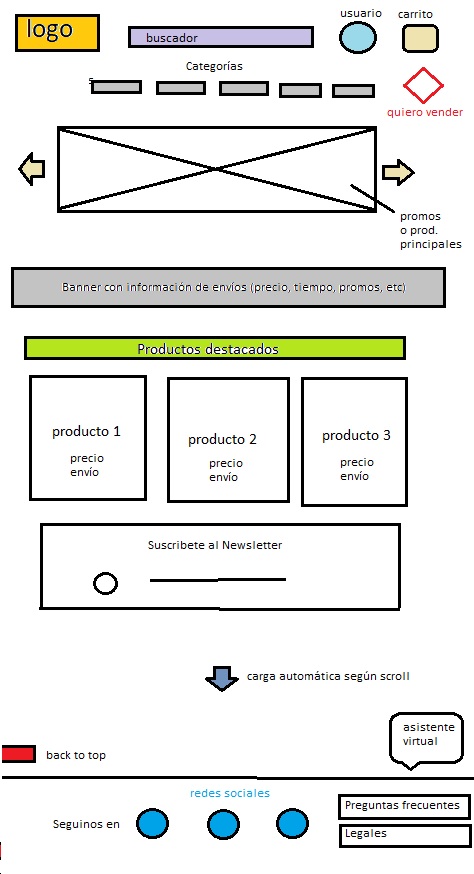 logo
buscador
usuario
carrito
Categorías
s
quiero vender
promos
o prod.
principales
Banner con información de envíos (precio, tiempo, promos, etc)
Productos destacados
producto 1
precio
envío
producto 2
precio
envío
producto 3
precio
envío
Suscribete al Newsletter
carga automática según scroll
asistente
virtual
back to top
redes sociales
Seguinos en
Preguntas frecuentes
Legales